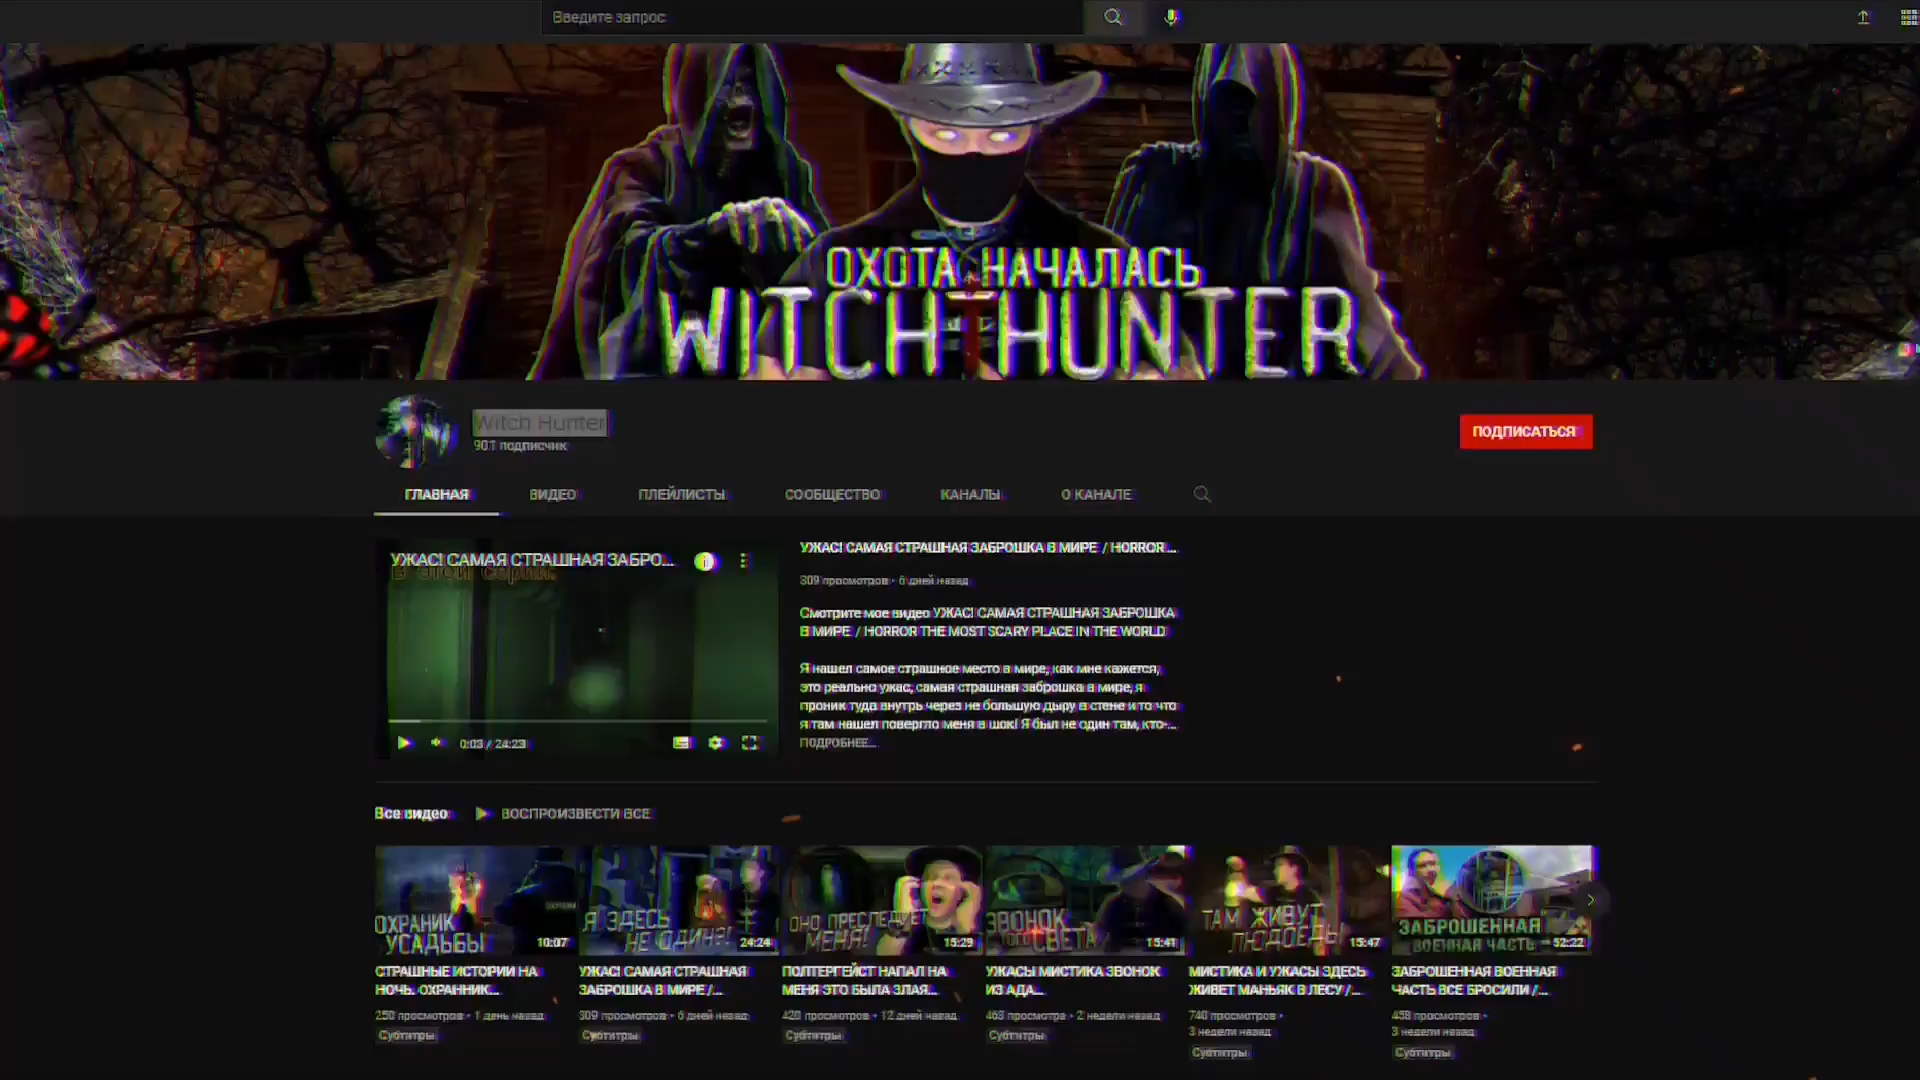 Введите запрос
ОХОТА НАЧАЛАСЬ
WITCH HUNTER
Witch Hunter
901 подписчик
ПОДПИСАТЬСЯ
ГЛАВНАЯ
ВИДЕО
ПЛЕЙЛИСТЫ
СООБЩЕСТВО
КАНАЛЫ
О КАНАЛЕ
УЖАС! САМАЯ СТРАШНАЯ ЗАБРО...
В этой серии:
0:03 / 24:23
УЖАС! САМАЯ СТРАШНАЯ ЗАБРОШКА В МИРЕ / HORROR ...
309 просмотров • 6 дней назад
Смотрите мое видео УЖАС! САМАЯ СТРАШНАЯ ЗАБРОШКА
В МИРЕ / HORROR THE MOST SCARY PLACE IN THE WORLD
Я нашел самое страшное место в мире, как мне кажется,
это реально ужас, самая страшная заброшка в мире, я
проник туда внутрь через не большую дыру в стене и то что
я там нашел повергло меня в шок! Я был не один там, кто-...
ПОДРОБНЕЕ...
Все видео
ВОСПРОИЗВЕСТИ ВСЕ
ОХРАНИК
УСАДЬБЫ
10:07
Я ЗДЕСЬ
НЕ ОДИН?!
24:24
ОНО ПРЕСЛЕДУЕТ
МЕНЯ!
15:29
ЗВОНОК
ТОГО СВЕТА
15:41
ТАМ ЖИВУТ
ЛЮДОЕДЫ
15:47
ЗАБРОШЕННАЯ
ВОЕННАЯ ЧАСТЬ
52:22
СТРАШНЫЕ ИСТОРИИ НА
НОЧЬ. ОХРАННИК...
250 просмотров • 1 день назад
Субтитры
УЖАС! САМАЯ СТРАШНАЯ
ЗАБРОШКА В МИРЕ /...
309 просмотров • 6 дней назад
Субтитры
ПОЛТЕРГЕЙСТ НАПАЛ НА
МЕНЯ ЭТО БЫЛА ЗЛАЯ...
420 просмотров • 12 дней назад
Субтитры
УЖАСЫ МИСТИКА ЗВОНОК
ИЗ АДА...
463 просмотра • 2 недели назад
Субтитры
МИСТИКА И УЖАСЫ ЗДЕСЬ
ЖИВЕТ МАНЬЯК В ЛЕСУ /...
740 просмотров •
3 недели назад
Субтитры
ЗАБРОШЕННАЯ ВОЕННАЯ
ЧАСТЬ ВСЕ БРОСИЛИ /...
458 просмотров •
3 недели назад
Субтитры